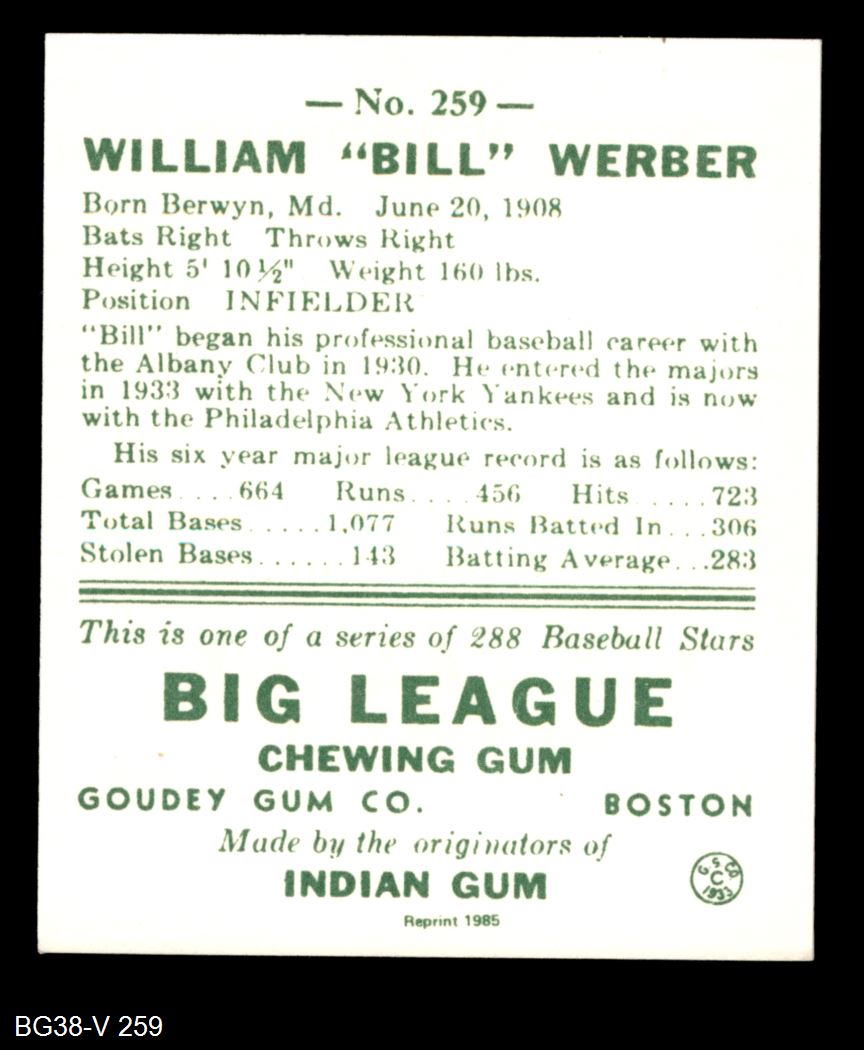 — No. 259 —
WILLIAM “BILL” WERBER
Born Berwyn, Md. June 20, 1908
Bats Right Throws Right
Height 5' 10 ½" Weight 160 lbs.
Position INFIELDER
"Bill" began his professional baseball career with
the Albany Club in 1930. He entered the majors
in 1933 with the New York Yankees and is now
with the Philadelphia Athletics.
His six year major league record is as follows:
Games....664 Runs....456 Hits.....723
Total Bases.....1,077 Runs Batted In...306
Stolen Bases......143 Batting Average...283
This is one of a series of 288 Baseball Stars
BIG LEAGUE
CHEWING GUM
GOUDEY GUM CO. BOSTON
Made by the originators of
INDIAN GUM
G.S. CO.
C
1933
Reprint 1985
BG38-V 259